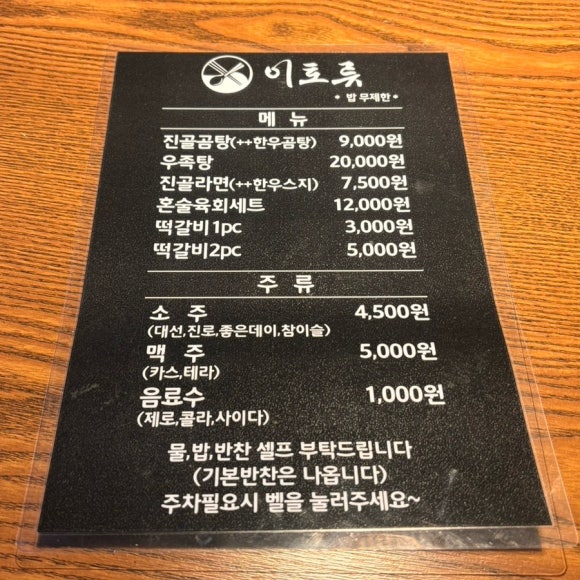 이토록
* 밥 무제한 *
메 뉴
진골곰탕(++한우곰탕) 9,000원
우족탕 20,000원
진골라면(++한우스지) 7,500원
혼술육회세트 12,000원
떡갈비1pc 3,000원
떡갈비2pc 5,000원
주 류
소 주 4,500원
(대선,진로,좋은데이,참이슬)
맥 주 5,000원
(카스,테라)
음료수 1,000원
(제로,콜라,사이다)
물,밥,반찬 셀프 부탁드립니다
(기본반찬은 나옵니다)
주차필요시 벨을 눌러주세요~